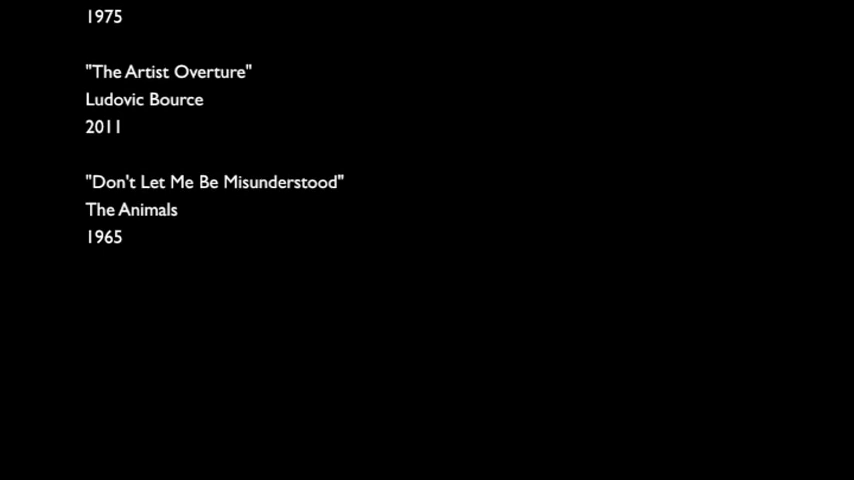 1975
"The Artist Overture"
Ludovic Bource
2011
"Don't Let Me Be Misunderstood"
The Animals
1965